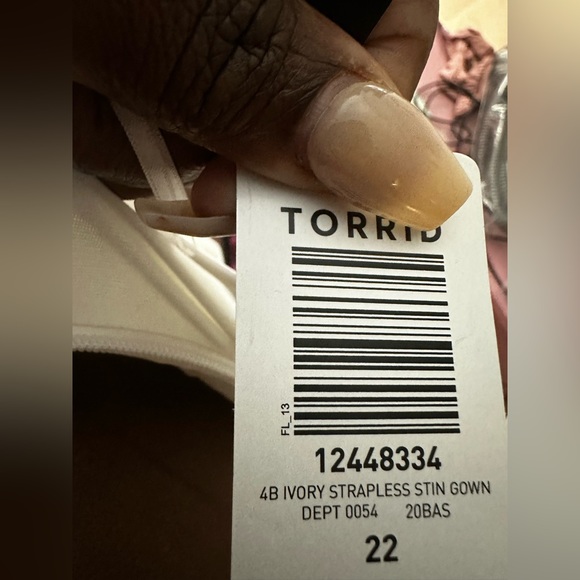 TORRID
FL_13
12448334
4B IVORY STRAPLESS STIN GOWN
DEPT 0054 20BAS
22